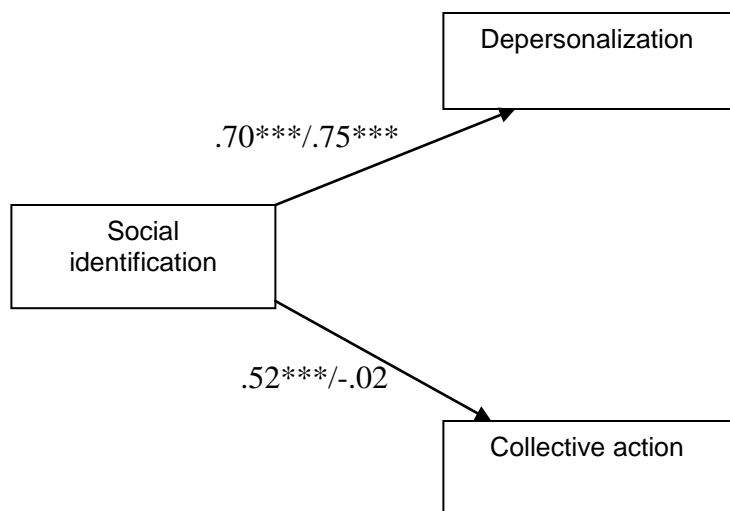 Depersonalization
.70***/.75***
Social
identification
.52***/-.02
Collective action